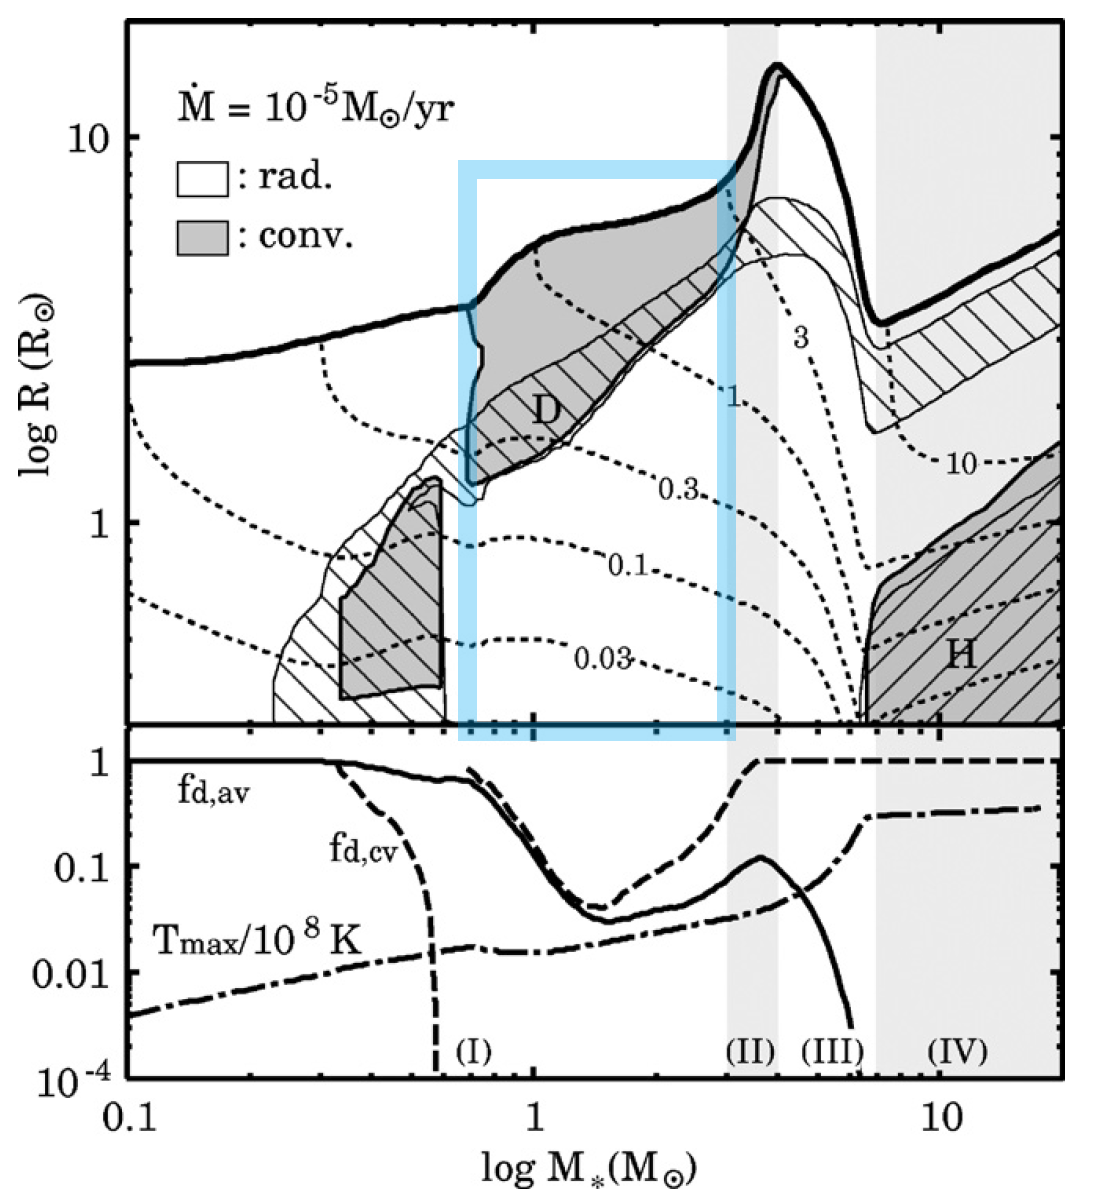 Ṁ = 10⁻⁵M⊙/yr
: rad.
: conv.
10
1
log R (R⊙)
D
3
1
10
0.3
0.1
0.03
H
1
0.1
0.01
10⁻⁴
fd,av
fd,cv
Tmax/10⁸ K
(I) (II) (III) (IV)
0.1 1 10
log M*(M⊙)